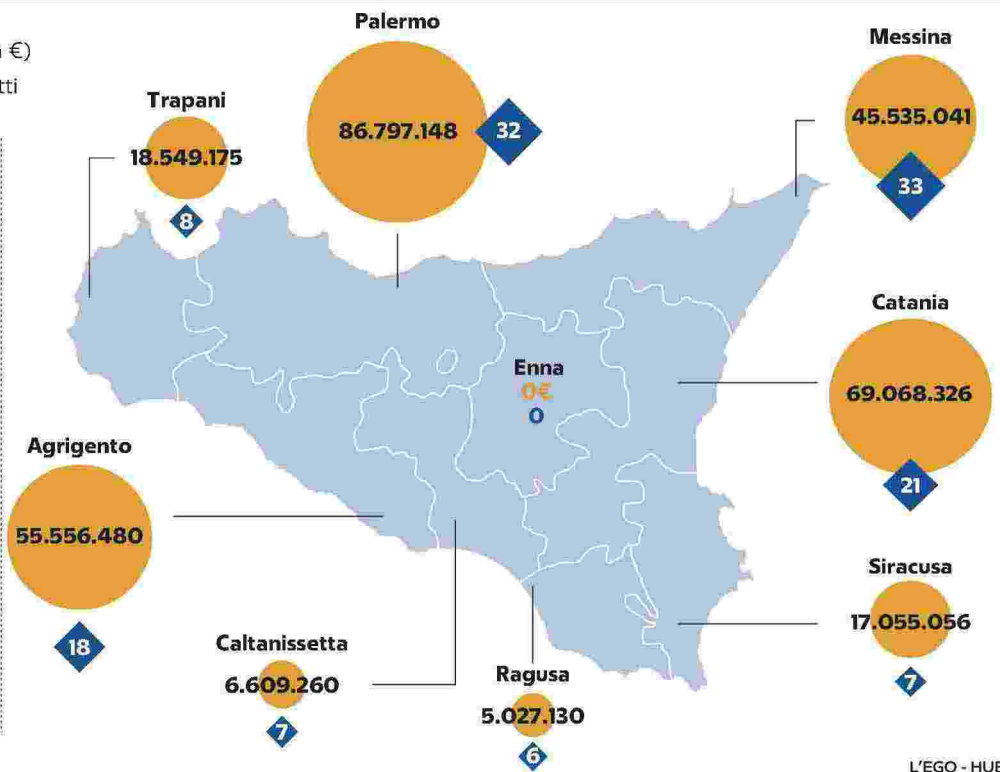 €)
tti
Palermo
86.797.148
32
Messina
45.535.041
33
Trapani
18.549.175
8
Catania
69.068.326
21
Enna
0€
0
Agrigento
55.556.480
18
Siracusa
17.055.056
7
Caltanissetta
6.609.260
7
Ragusa
5.027.130
6
L'EGO - HUB